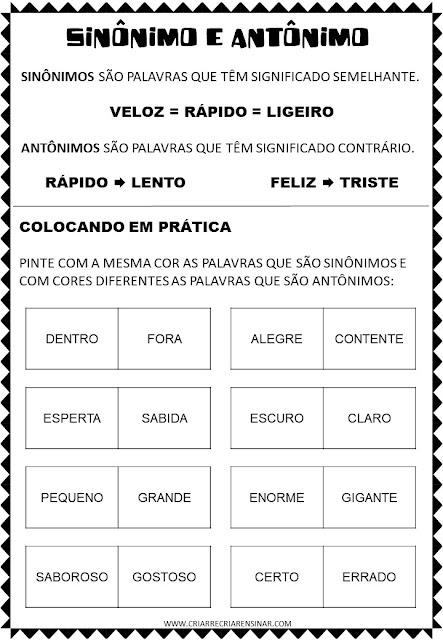 SINÔNIMO E ANTÔNIMO
SINÔNIMOS SÃO PALAVRAS QUE TÊM SIGNIFICADO SEMELHANTE.
VELOZ = RÁPIDO = LIGEIRO
ANTÔNIMOS SÃO PALAVRAS QUE TÊM SIGNIFICADO CONTRÁRIO.
RÁPIDO ➡ LENTO FELIZ ➡ TRISTE
COLOCANDO EM PRÁTICA
PINTE COM A MESMA COR AS PALAVRAS QUE SÃO SINÔNIMOS E
COM CORES DIFERENTES AS PALAVRAS QUE SÃO ANTÔNIMOS:
DENTRO FORA ALEGRE CONTENTE
ESPERTA SABIDA ESCURO CLARO
PEQUENO GRANDE ENORME GIGANTE
SABOROSO GOSTOSO CERTO ERRADO
WWW.CRIARRECRIARENSINAR.COM